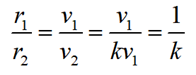 r₁/r₂ = v₁/v₂ = v₁/kv₁ = 1/k